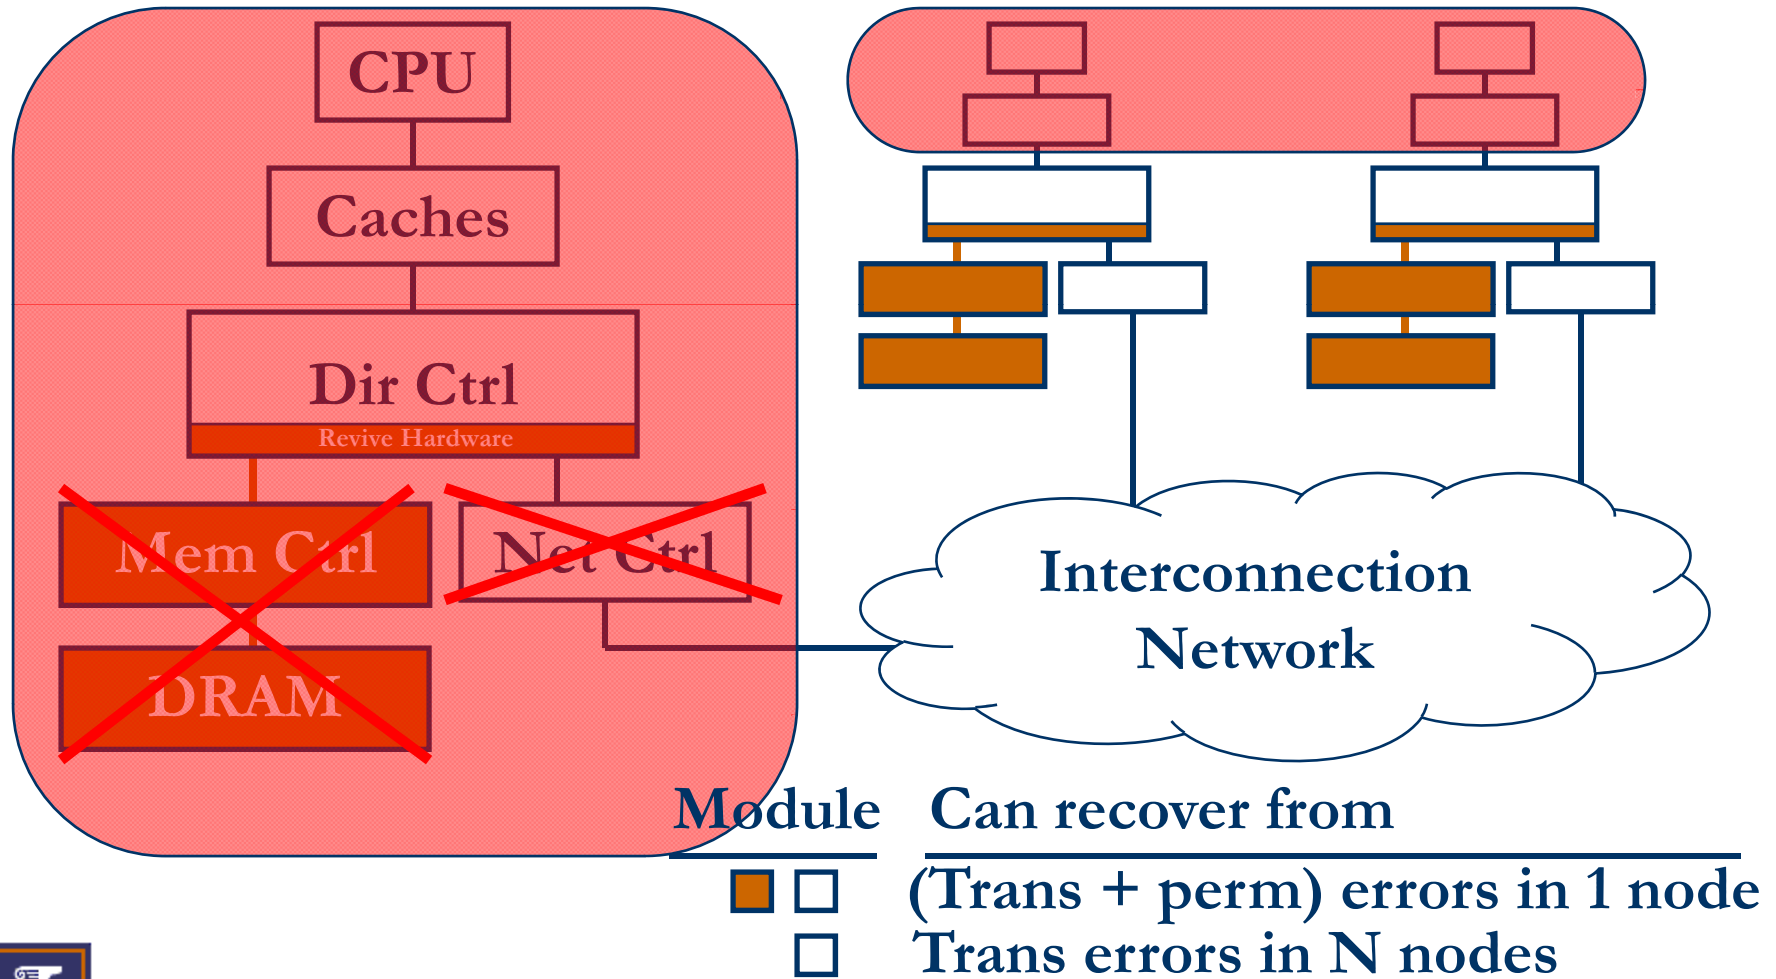 CPU
Caches
Dir Ctrl
Revive Hardware
Mem Ctrl
Net Ctrl
DRAM
Interconnection
Network
Module Can recover from
(Trans + perm) errors in 1 node
Trans errors in N nodes